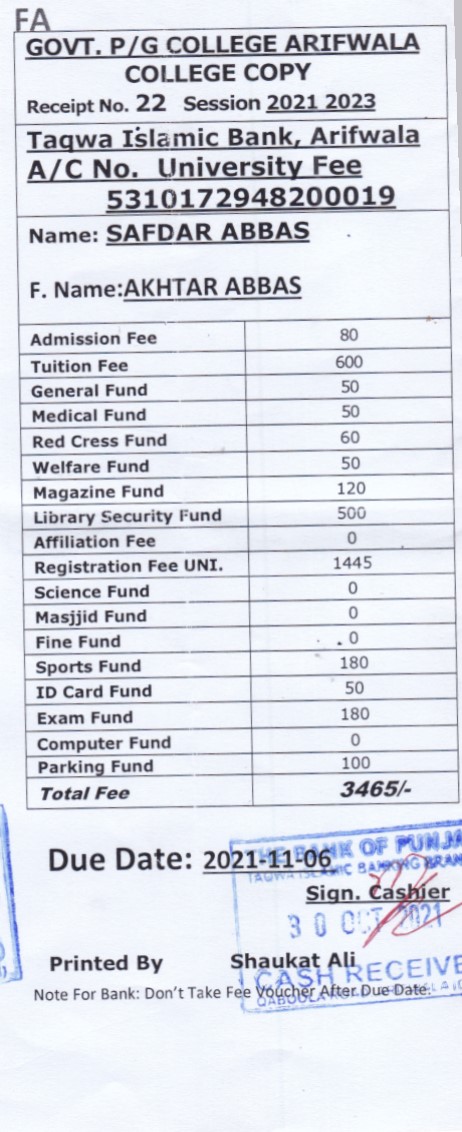 FA
GOVT. P/G COLLEGE ARIFWALA
COLLEGE COPY
Receipt No. 22 Session 2021 2023
Taqwa Islamic Bank, Arifwala
A/C No. University Fee
5310172948200019
Name: SAFDAR ABBAS
F. Name:AKHTAR ABBAS
Admission Fee 80
Tuition Fee 600
General Fund 50
Medical Fund 50
Red Cress Fund 60
Welfare Fund 50
Magazine Fund 120
Library Security Fund 500
Affiliation Fee 0
Registration Fee UNI. 1445
Science Fund 0
Masjjid Fund 0
Fine Fund 0
Sports Fund 180
ID Card Fund 50
Exam Fund 180
Computer Fund 0
Parking Fund 100
Total Fee 3465/-
THE BANK OF PUNJA
Due Date: 2021-11-06
TAQWA ISLAMIC BANKING BRAN
Sign. Cashier
30 OCT 2021
Printed By Shaukat Ali
CASH RECEIVE
Note For Bank: Don't Take Fee Voucher After Due Date.
QABOOLA ROAD